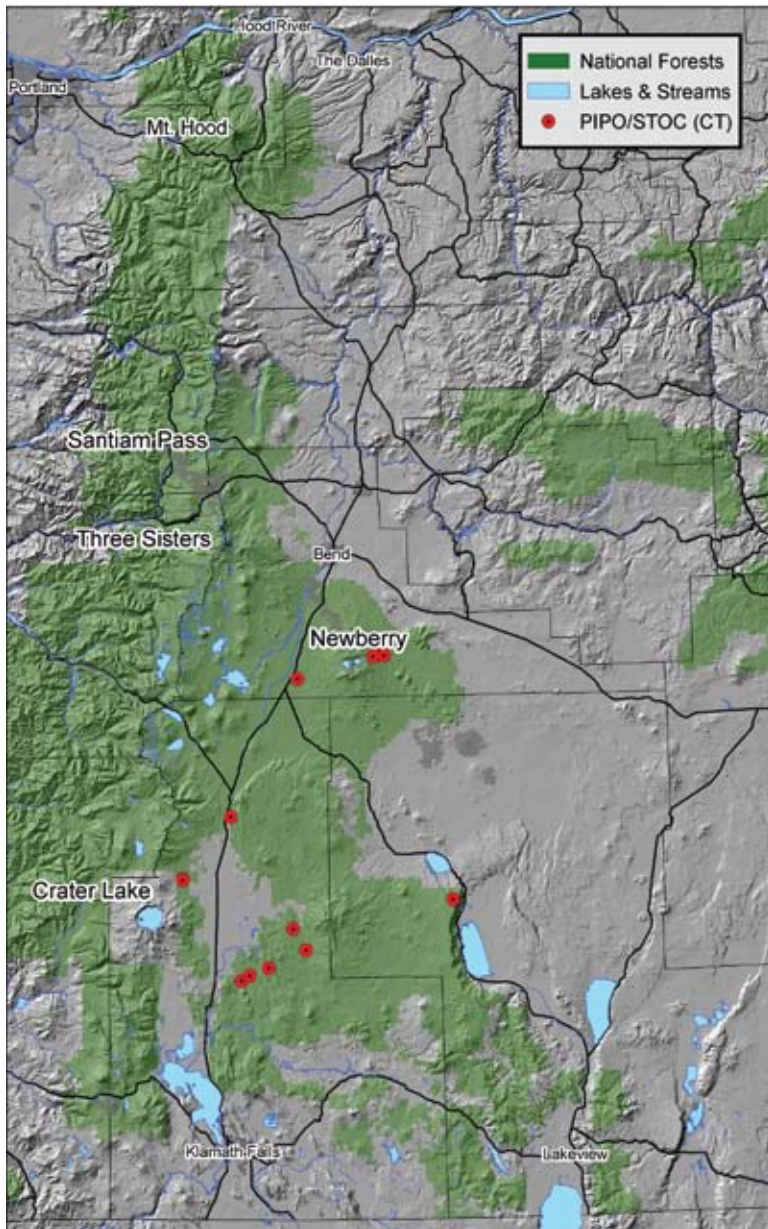 Hood River
The Dalles
Portland
Mt. Hood
National Forests
Lakes & Streams
PIPO/STOC (CT)
Santiam Pass
Three Sisters
Bend
Newberry
Crater Lake
Klamath Falls
Lakeview